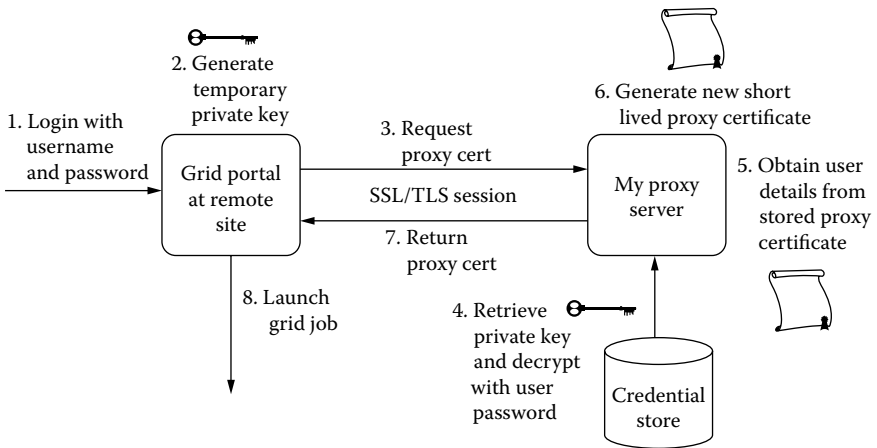 2. Generate
temporary
private key
1. Login with
username
and password
Grid portal
at remote
site
3. Request
proxy cert
SSL/TLS session
7. Return
proxy cert
8. Launch
grid job
6. Generate new short
lived proxy certificate
My proxy
server
5. Obtain user
details from
stored proxy
certificate
4. Retrieve
private key
and decrypt
with user
password
Credential
store